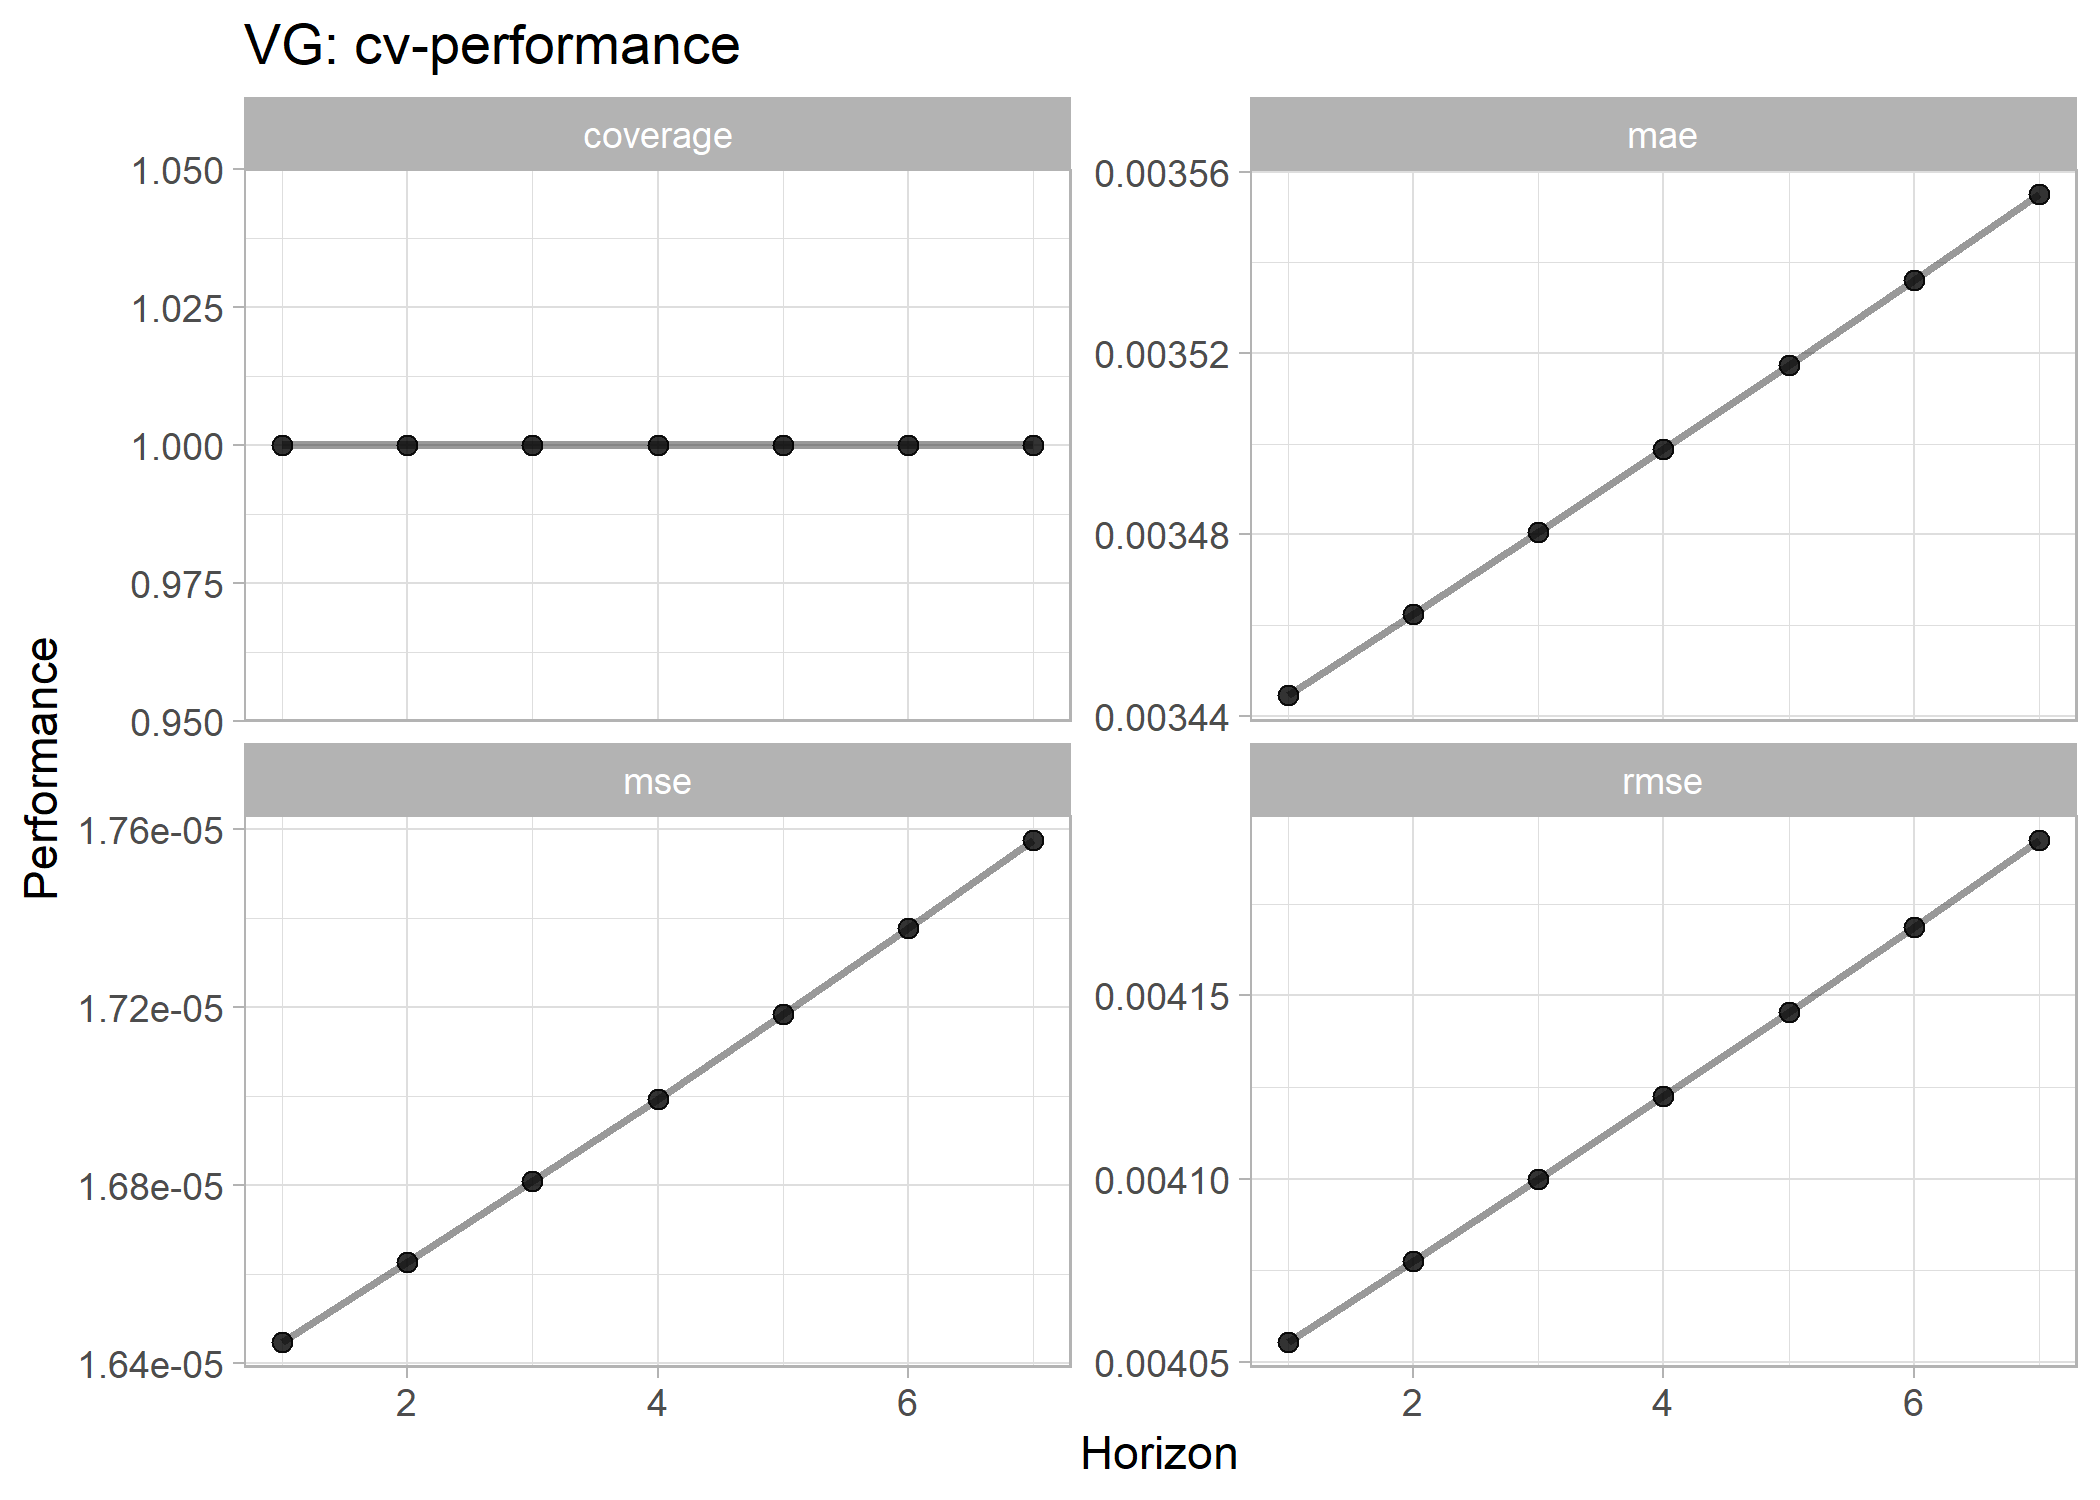 VG: cv-performance
coverage
mae
1.050
1.025
1.000
0.975
0.950
0.00356
0.00352
0.00348
0.00344
mse
rmse
1.76e-05
1.72e-05
1.68e-05
1.64e-05
0.00415
0.00410
0.00405
2 4 6
2 4 6
Horizon
Performance